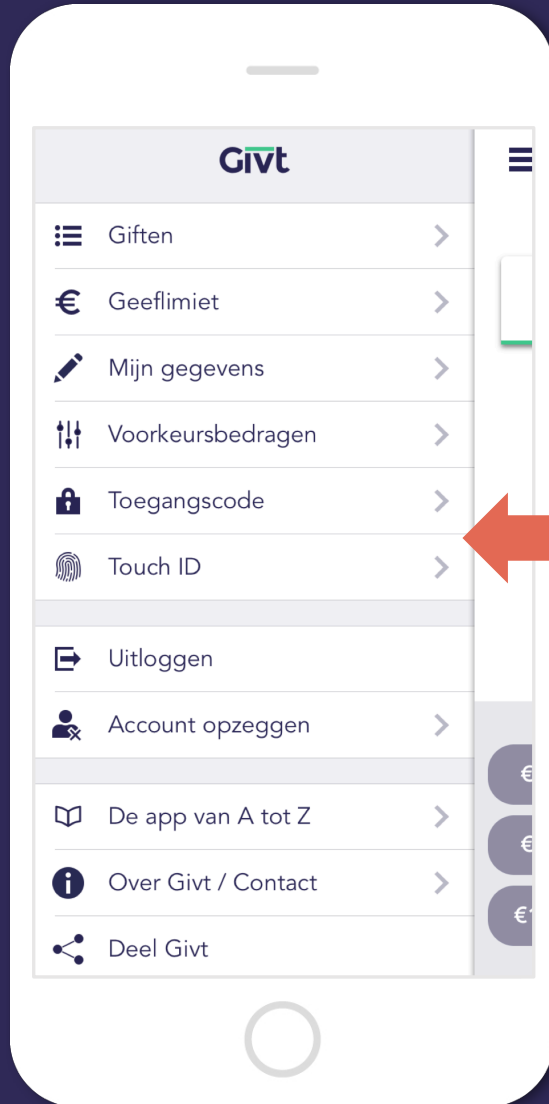 Givt
Giften
Geeflimiet
Mijn gegevens
Voorkeursbedragen
Toegangscode
Touch ID
Uitloggen
Account opzeggen
€
De app van A tot Z
€
Over Givt / Contact
€1
Deel Givt